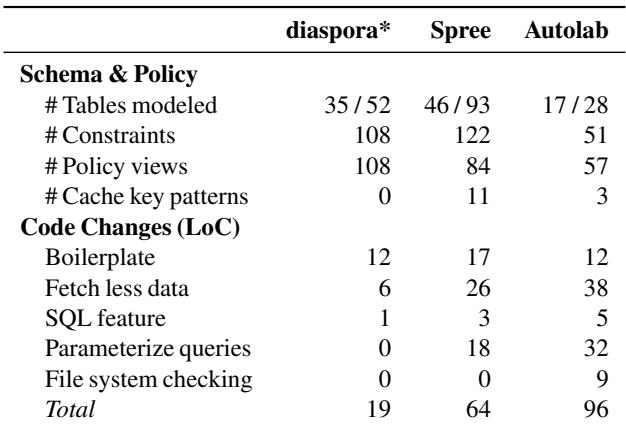 diaspora* Spree Autolab
Schema & Policy
# Tables modeled 35 / 52 46 / 93 17 / 28
# Constraints 108 122 51
# Policy views 108 84 57
# Cache key patterns 0 11 3
Code Changes (LoC)
Boilerplate 12 17 12
Fetch less data 6 26 38
SQL feature 1 3 5
Parameterize queries 0 18 32
File system checking 0 0 9
Total 19 64 96